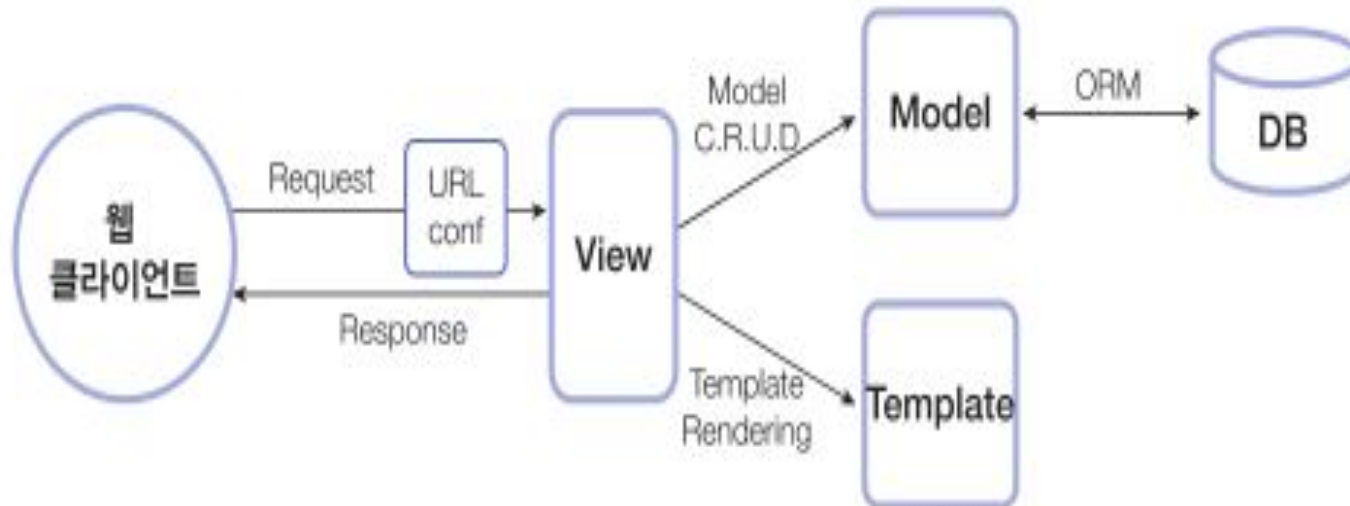 웹
클라이언트
Request
URL
conf
Response
View
Model
C.R.U.D
Model
ORM
DB
Template
Rendering
Template